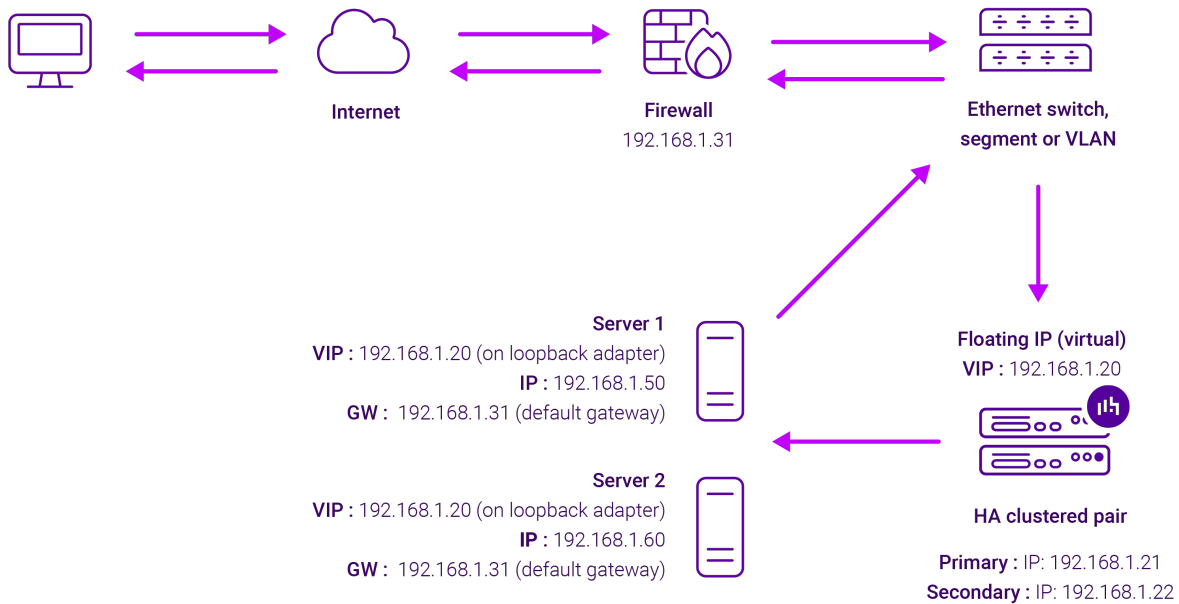 Internet
Firewall
192.168.1.31
Ethernet switch,
segment or VLAN
Server 1
VIP : 192.168.1.20 (on loopback adapter)
IP : 192.168.1.50
GW : 192.168.1.31 (default gateway)
Floating IP (virtual)
VIP : 192.168.1.20
Server 2
VIP : 192.168.1.20 (on loopback adapter)
IP : 192.168.1.60
GW : 192.168.1.31 (default gateway)
HA clustered pair
Primary : IP: 192.168.1.21
Secondary : IP: 192.168.1.22